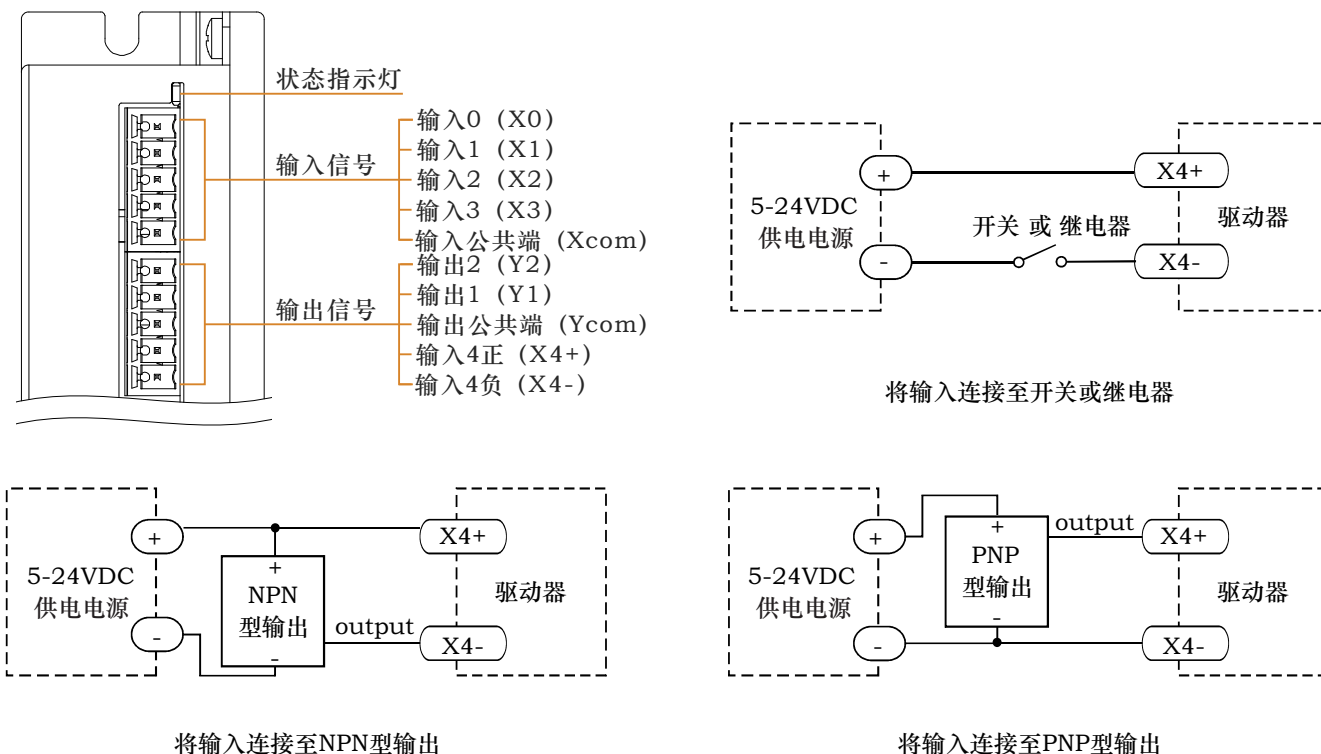 状态指示灯
输入信号
输入0 (X0)
输入1 (X1)
输入2 (X2)
输入3 (X3)
输入公共端 (Xcom)
输出信号
输出2 (Y2)
输出1 (Y1)
输出公共端 (Ycom)
输入4正 (X4+)
输入4负 (X4-)
5-24VDC
供电电源
+
-
开关 或 继电器
X4+
X4-
驱动器
将输入连接至开关或继电器
5-24VDC
供电电源
+
-
+
NPN
型输出
-
output
X4+
X4-
驱动器
将输入连接至NPN型输出
5-24VDC
供电电源
+
-
+
PNP
型输出
-
output
X4+
X4-
驱动器
将输入连接至PNP型输出